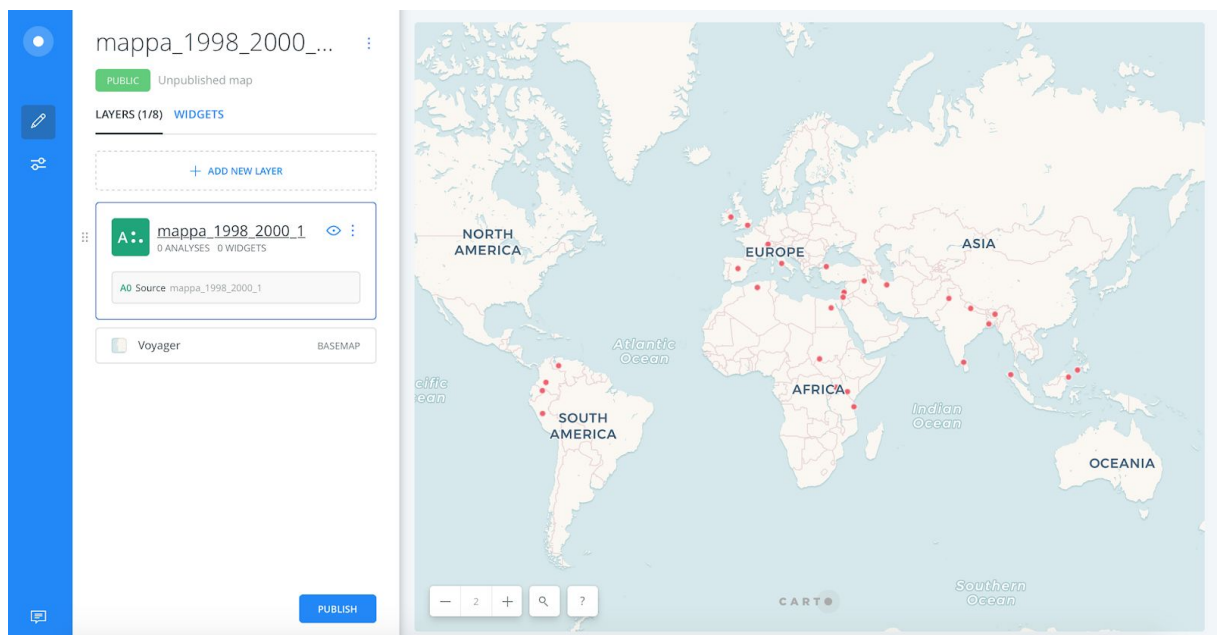 mappa_1998_2000_...
PUBLIC Unpublished map
LAYERS (1/8) WIDGETS
ADD NEW LAYER
A mappa_1998_2000_1
0 ANALYSES 0 WIDGETS
A0 Source mappa_1998_2000_1
Voyager BASEMAP
PUBLISH
NORTH
AMERICA
EUROPE
ASIA
Atlantic
Ocean
cific
ean
AFRICA
SOUTH
AMERICA
Indian
Ocean
OCEANIA
Southern
Ocean
2
?
CARTO